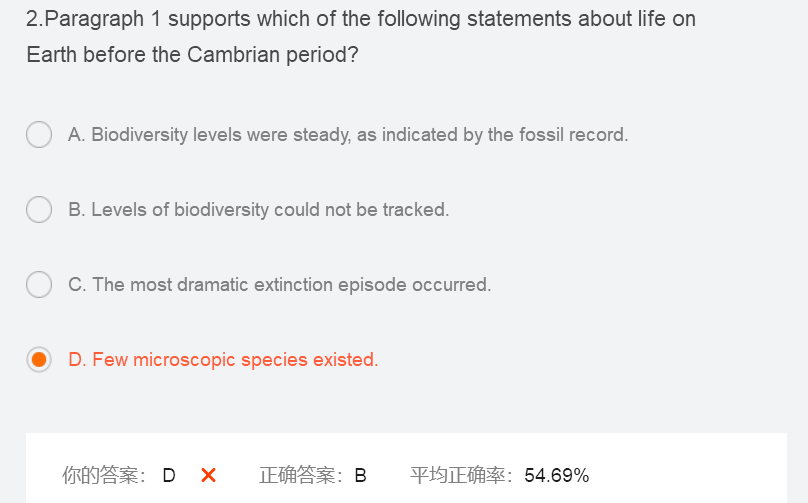 2.Paragraph 1 supports which of the following statements about life on
Earth before the Cambrian period?
A. Biodiversity levels were steady, as indicated by the fossil record.
B. Levels of biodiversity could not be tracked.
C. The most dramatic extinction episode occurred.
D. Few microscopic species existed.
你的答案： D ✕ 正确答案：B 平均正确率：54.69%